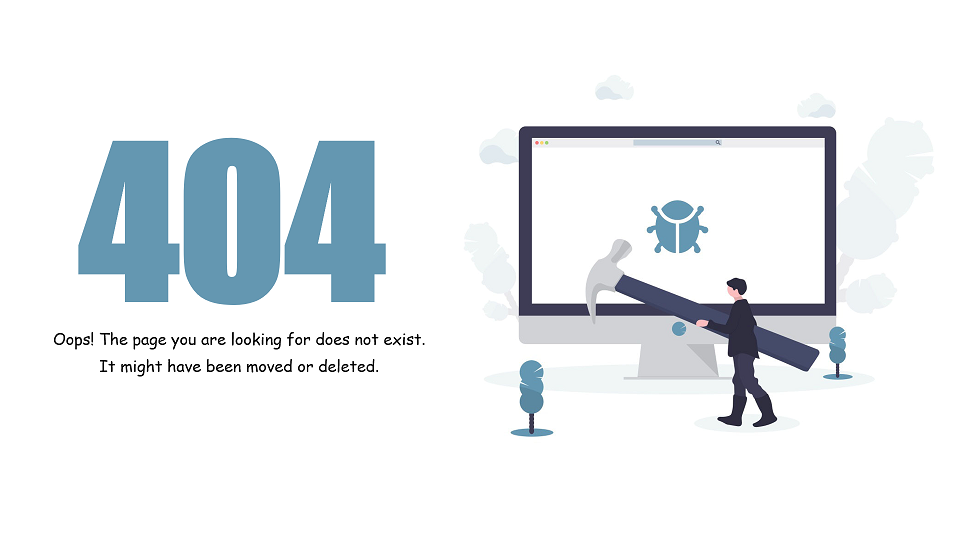 404
Oops! The page you are looking for does not exist.
It might have been moved or deleted.